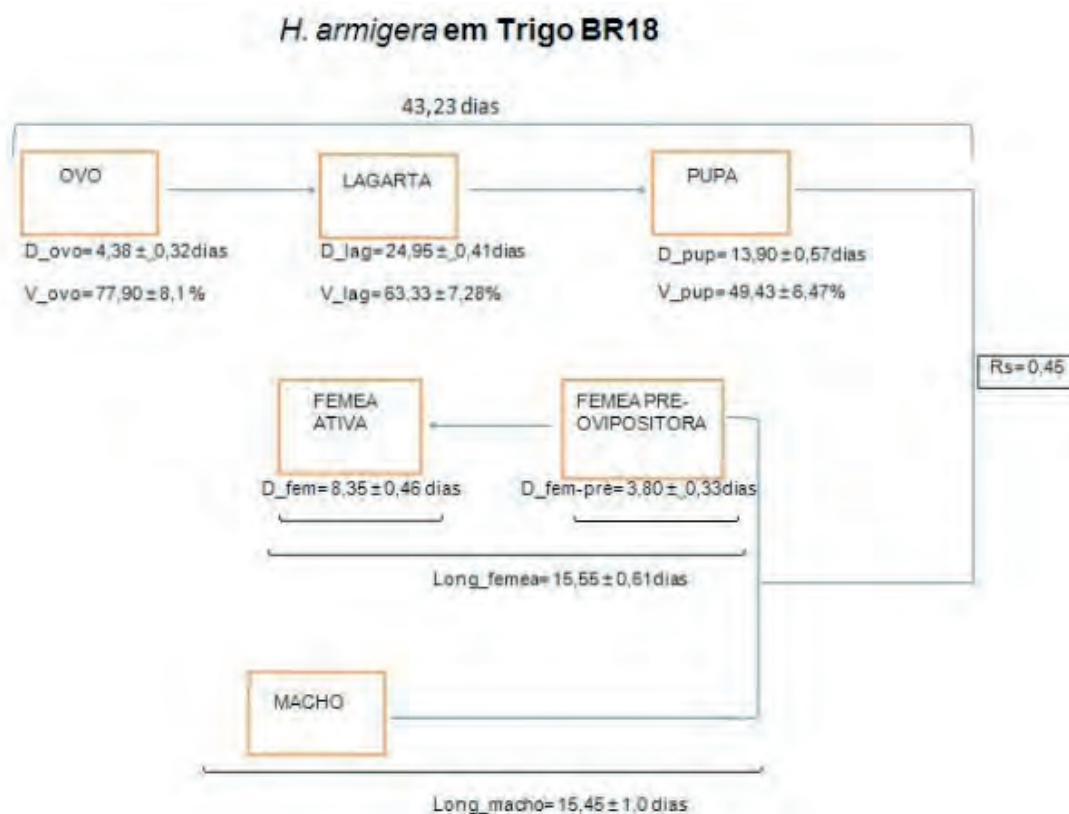 H. armigera em Trigo BR18
43,23 dias
OVO
LAGARTA
PUPA
D_ovo=4,38±_0,32dias
D_lag=24,95±_0,41dias
D_pup=13,90±0,57dias
V_ovo=77,90±8,1%
V_lag=63,33±7,28%
V_pup=49,43±6,47%
Rs=0,45
FEMEA
ATIVA
FEMEA PRE-
OVIPOSITORA
D_fem=8,35±0,46 dias
D_fem-pre=3,80±_0,33dias
Long_femea=15,55±0,61dias
MACHO
Long_macho=15,45±1,0 dias